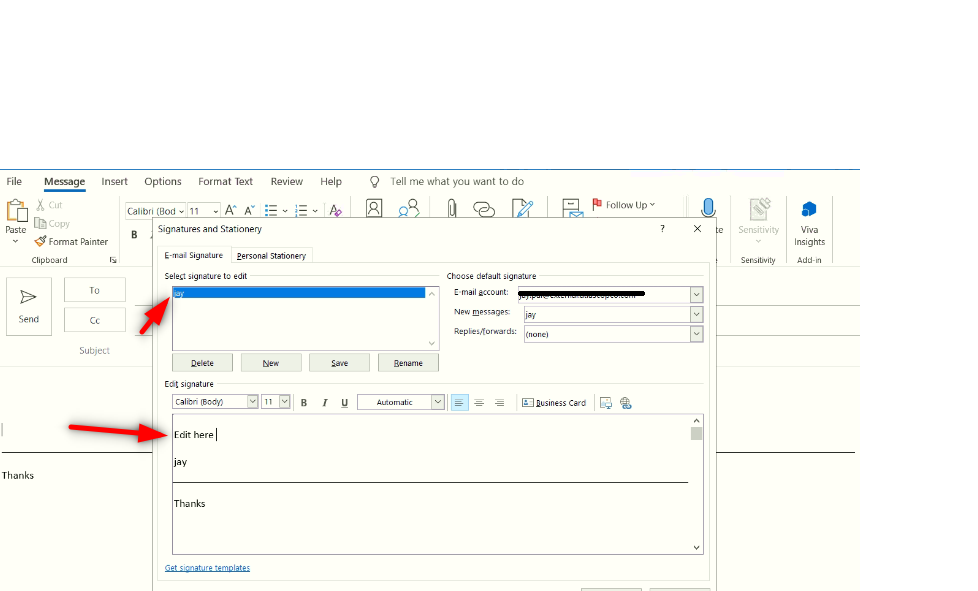 File Message Insert Options Format Text Review Help Tell me what you want to do
Cut
Copy
Paste
Format Painter
Clipboard
Calibri (Bod 11
B
Follow Up
Sensitivity
Viva
Insights
Sensitivity
Add-in
Send
To
Cc
Subject
Thanks
Signatures and Stationery ?
E-mail Signature Personal Stationery
Select signature to edit
jay
Delete New Save Rename
Choose default signature
E-mail account:
New messages: jay
Replies/forwards: (none)
Edit signature
Calibri (Body) 11 B I U Automatic Business Card
Edit here
jay
Thanks
Get signature templates